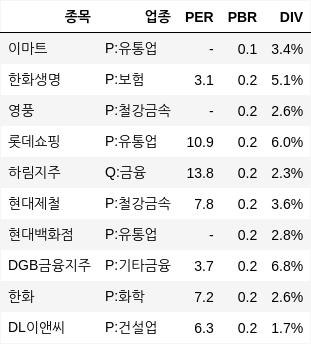 종목 업종 PER PBR DIV
이마트 P:유통업 - 0.1 3.4%
한화생명 P:보험 3.1 0.2 5.1%
영풍 P:철강금속 - 0.2 2.6%
롯데쇼핑 P:유통업 10.9 0.2 6.0%
하림지주 Q:금융 13.8 0.2 2.3%
현대제철 P:철강금속 7.8 0.2 3.6%
현대백화점 P:유통업 - 0.2 2.8%
DGB금융지주 P:기타금융 3.7 0.2 6.8%
한화 P:화학 7.2 0.2 2.6%
DL이앤씨 P:건설업 6.3 0.2 1.7%